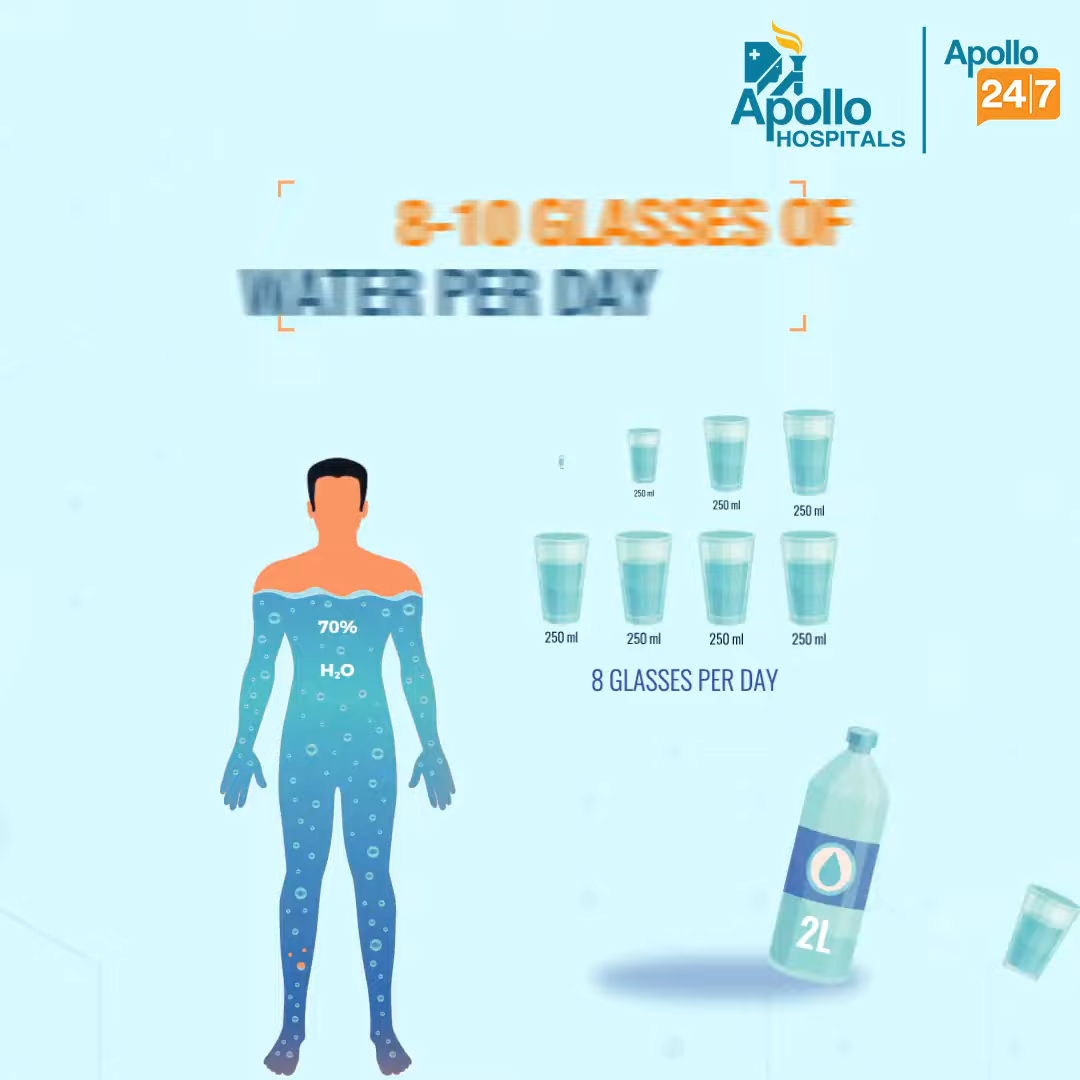 Apollo
HOSPITALS
Apollo
24|7
8-10 GLASSES OF
WATER PER DAY
250 ml
250 ml
250 ml
250 ml
250 ml
250 ml
250 ml
8 GLASSES PER DAY
70%
H₂O
2L